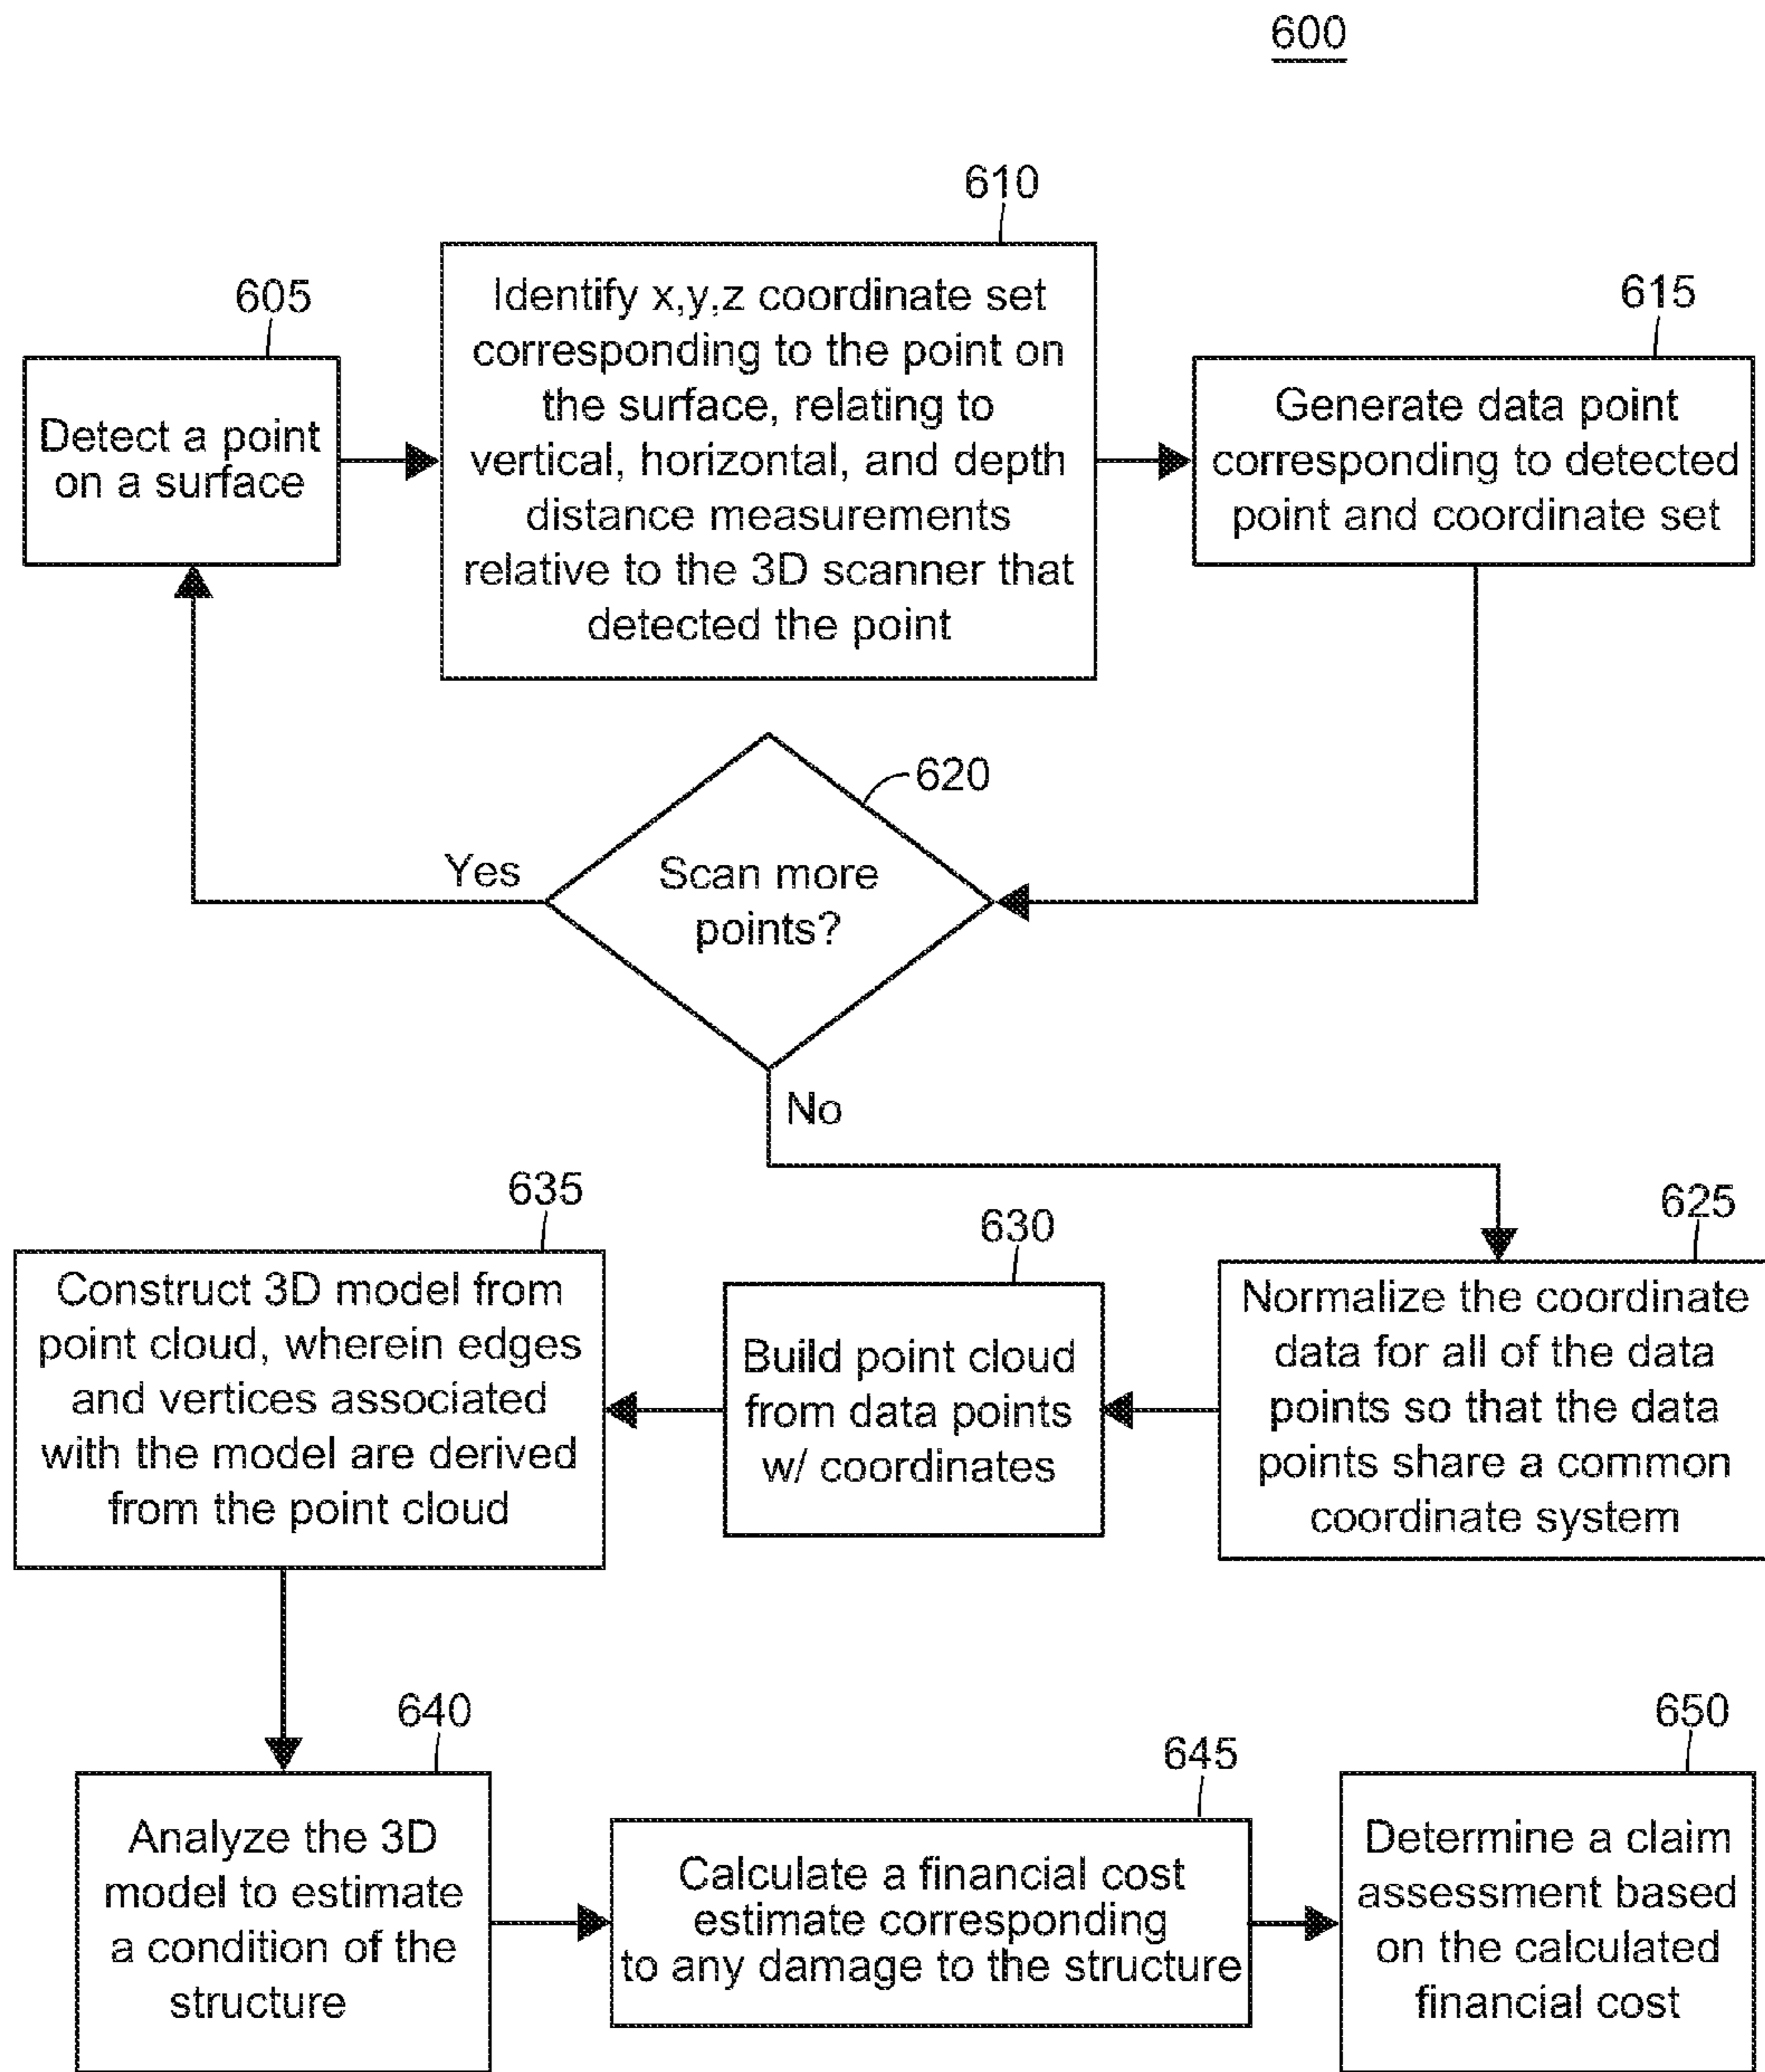 600
605
Detect a point
on a surface
610
Identify x,y,z coordinate set
corresponding to the point on
the surface, relating to
vertical, horizontal, and depth
distance measurements
relative to the 3D scanner that
detected the point
615
Generate data point
corresponding to detected
point and coordinate set
620
Scan more
points?
Yes
No
625
Normalize the coordinate
data for all of the data
points so that the data
points share a common
coordinate system
630
Build point cloud
from data points
w/ coordinates
635
Construct 3D model from
point cloud, wherein edges
and vertices associated
with the model are derived
from the point cloud
640
Analyze the 3D
model to estimate
a condition of the
structure
645
Calculate a financial cost
estimate corresponding
to any damage to the structure
650
Determine a claim
assessment based
on the calculated
financial cost